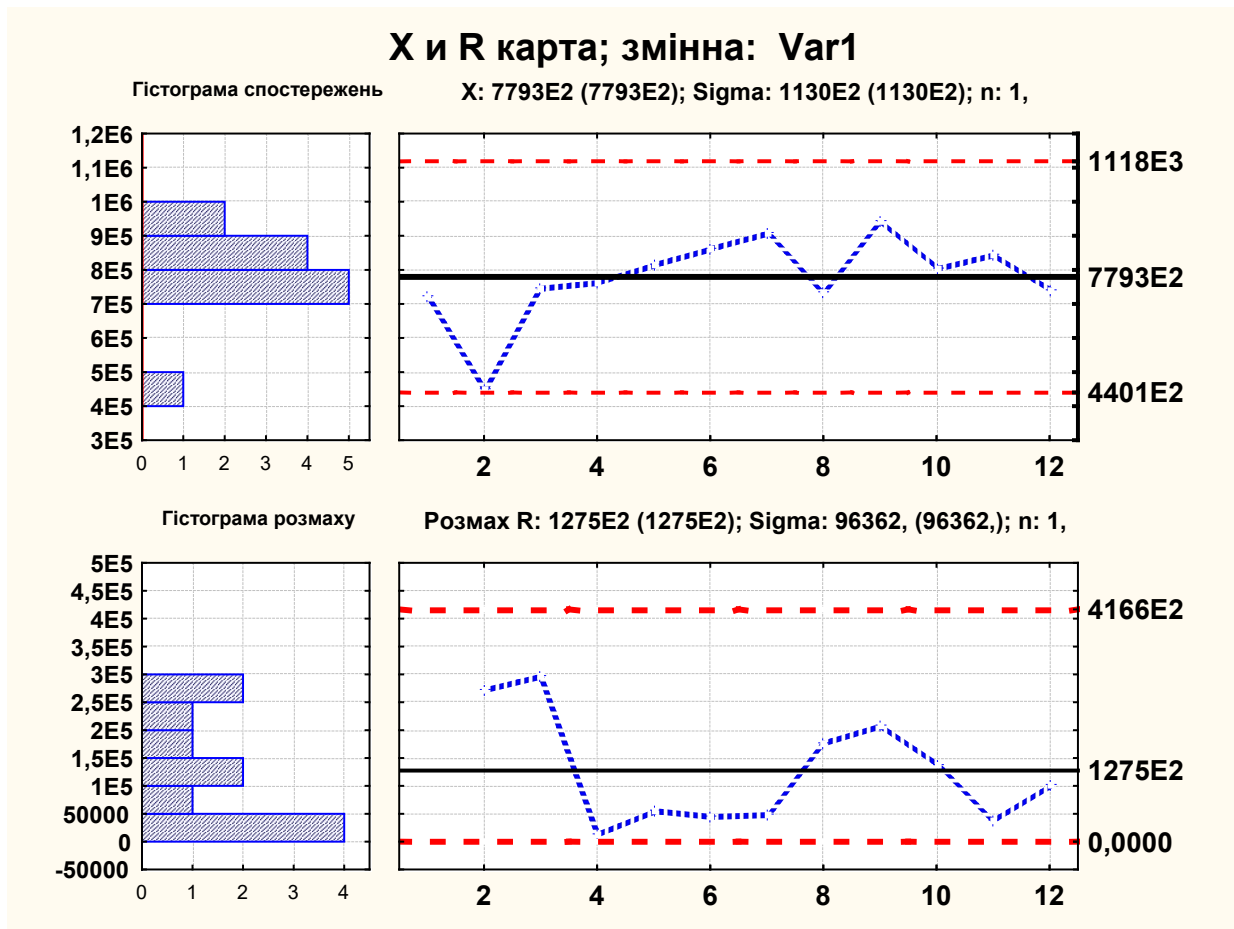 X и R карта; змінна:  Var1
Гістограма спостережень
X: 7793E2 (7793E2); Sigma: 1130E2 (1130E2); n: 1,
1,2E6
1,1E6
1E6
9E5
8E5
7E5
6E5
5E5
4E5
3E5
0 1 2 3 4 5
1118E3
7793E2
4401E2
2 4 6 8 10 12
Гістограма розмаху
Розмах R: 1275E2 (1275E2); Sigma: 96362, (96362,); n: 1,
5E5
4,5E5
4E5
3,5E5
3E5
2,5E5
2E5
1,5E5
1E5
50000
0
-50000
0 1 2 3 4
4166E2
1275E2
0,0000
2 4 6 8 10 12